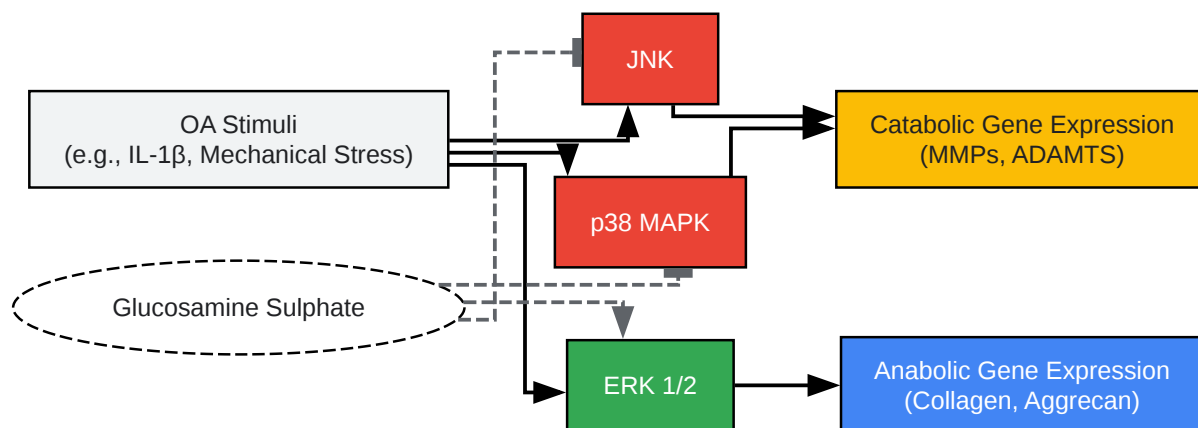 JNK
OA Stimuli
(e.g., IL-1β, Mechanical Stress)
Catabolic Gene Expression
(MMPs, ADAMTS)
p38 MAPK
Glucosamine Sulphate
ERK 1/2
Anabolic Gene Expression
(Collagen, Aggrecan)